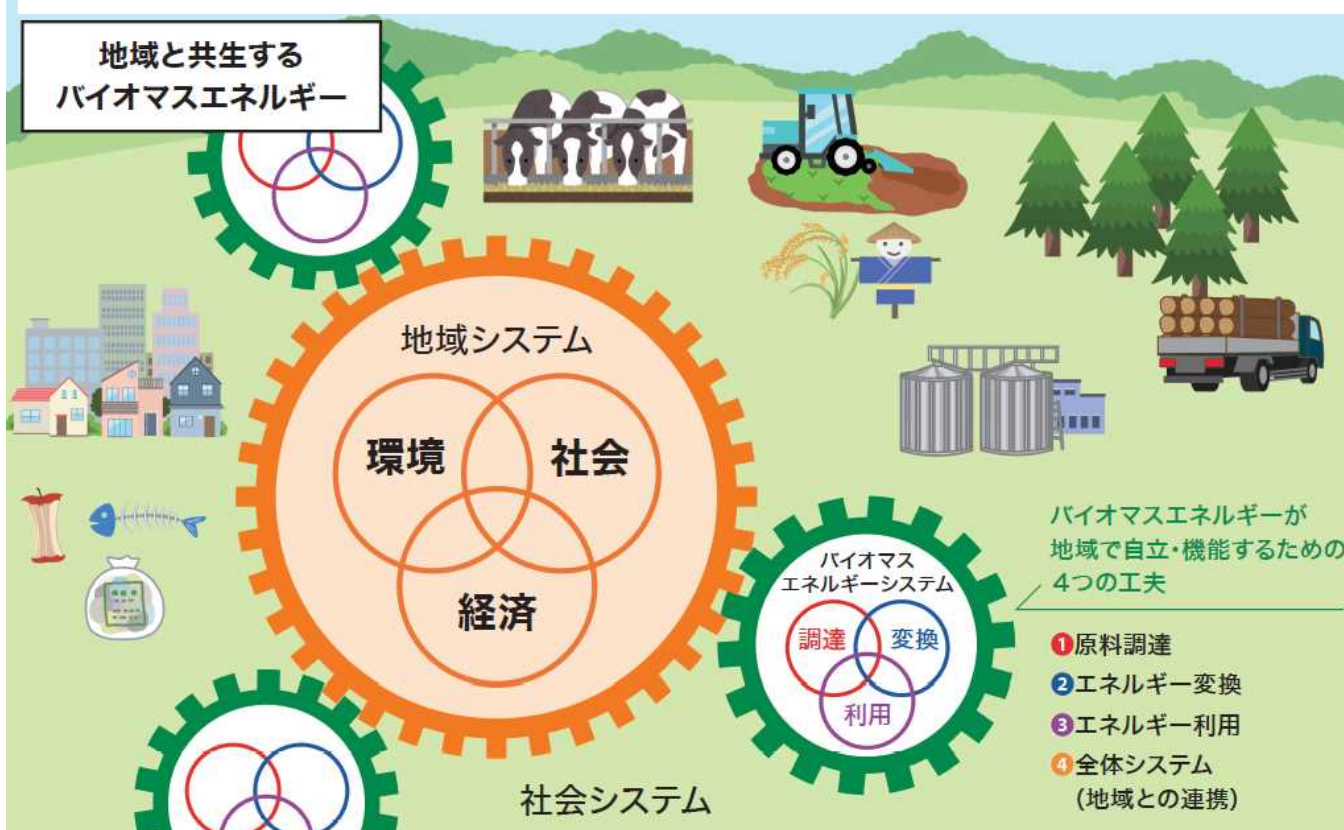 地域と共生する
バイオマスエネルギー
地域システム
環境
社会
経済
バイオマス
エネルギーシステム
調達
変換
利用
バイオマスエネルギーが
地域で自立・機能するための
4つの工夫
❶原料調達
❷エネルギー変換
❸エネルギー利用
❹全体システム
(地域との連携)
社会システム